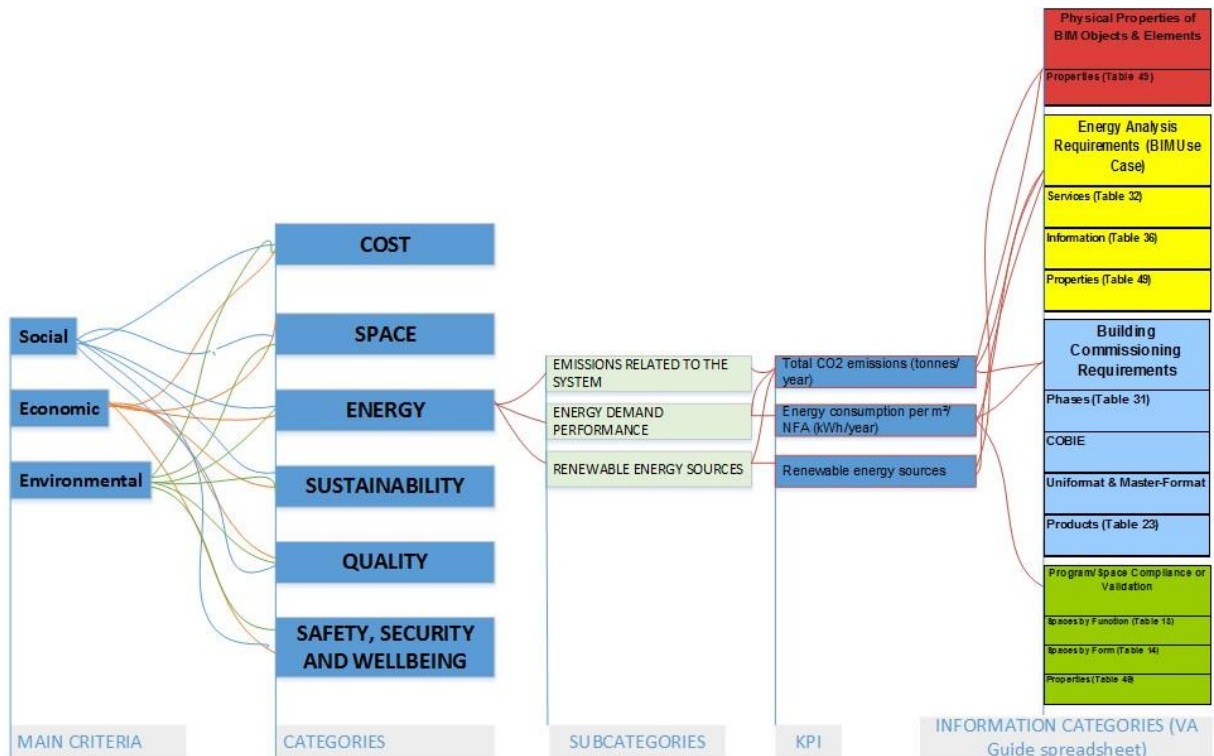 Social
Economic
Environmental
MAIN CRITERIA
COST
SPACE
ENERGY
SUSTAINABILITY
QUALITY
SAFETY, SECURITY
AND WELLBEING
CATEGORIES
EMISSIONS RELATED TO THE
SYSTEM
ENERGY DEMAND
PERFORMANCE
RENEWABLE ENERGY SOURCES
SUBCATEGORIES
Total CO2 emissions (tonnes/
year)
Energy consumption per m²/
NFA (kWh/year)
Renewable energy sources
KPI
Physical Properties of
BIM Objects & Elements
Properties (Table 49)
Energy Analysis
Requirements (BIM Use
Case)
Services (Table 32)
Information (Table 36)
Properties (Table 49)
Building
Commissioning
Requirements
Phases (Table 31)
COBIE
Uniformat & Master-Format
Products (Table 23)
Program/Space Compliance or
Validation
Spaces by Function (Table 13)
Spaces by Form (Table 14)
Properties (Table 49)
INFORMATION CATEGORIES (VA
Guide spreadsheet)